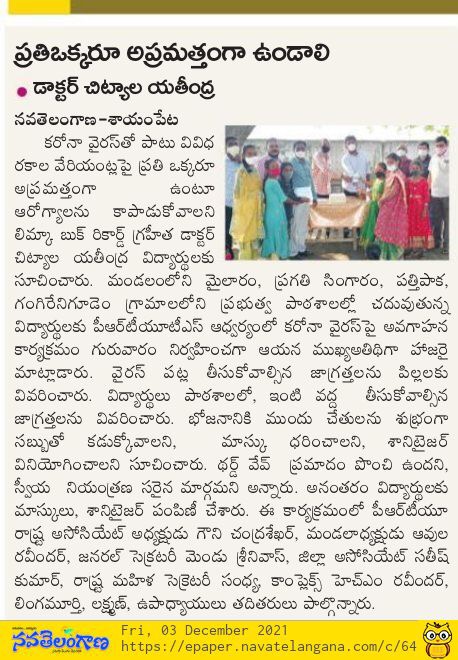 ప్రతిఒక్కరూ అప్రమత్తంగా ఉండాలి
• డాక్టర్ చిట్యాల యతీంద్ర
నవతెలంగాణ-శాయంపేట
కరోనా వైరస్‌తో పాటు వివిధ
రకాల వేరియంట్లపై ప్రతి ఒక్కరూ
అప్రమత్తంగా ఉంటూ
ఆరోగ్యాలను కాపాడుకోవాలని
లిమ్కా బుక్ రికార్డ్ గ్రహీత డాక్టర్
చిట్యాల యతీంద్ర విద్యార్థులకు
సూచించారు. మండలంలోని మైలారం, ప్రగతి సింగారం, పత్తిపాక,
గంగిరేనిగూడెం గ్రామాలలోని ప్రభుత్వ పాఠశాలల్లో చదువుతున్న
విద్యార్థులకు పీఆర్‌టీయూటీఎస్ ఆధ్వర్యంలో కరోనా వైరస్‌పై అవగాహన
కార్యక్రమం గురువారం నిర్వహించగా ఆయన ముఖ్యఅతిథిగా హాజరై
మాట్లాడారు. వైరస్ పట్ల తీసుకోవాల్సిన జాగ్రత్తలను పిల్లలకు
వివరించారు. విద్యార్థులు పాఠశాలలో, ఇంటి వద్ద తీసుకోవాల్సిన
జాగ్రత్తలను వివరించారు. భోజనానికి ముందు చేతులను శుభ్రంగా
సబ్బుతో కడుక్కోవాలని, మాస్కు ధరించాలని, శానిటైజర్
వినియోగించాలని సూచించారు. థర్డ్ వేవ్ ప్రమాదం పొంచి ఉందని,
స్వీయ నియంత్రణ సరైన మార్గమని అన్నారు. అనంతరం విద్యార్థులకు
మాస్కులు, శానిటైజర్ పంపిణీ చేశారు. ఈ కార్యక్రమంలో పీఆర్‌టీయూ
రాష్ట్ర అసోసియేట్ అధ్యక్షుడు గౌని చంద్రశేఖర్, మండలాధ్యక్షుడు ఆవుల
రవీందర్, జనరల్ సెక్రటరీ మెండు శ్రీనివాస్, జిల్లా అసోసియేట్ సతీష్
కుమార్, రాష్ట్ర మహిళ సెక్రెటరీ సంధ్య, కాంప్లెక్స్ హెచ్ఎం రవీందర్,
లింగమూర్తి, లక్ష్మణ్, ఉపాధ్యాయులు తదితరులు పాల్గొన్నారు.
నవతెలంగాణ
Fri, 03 December 2021
https://epaper.navatelangana.com/c/64